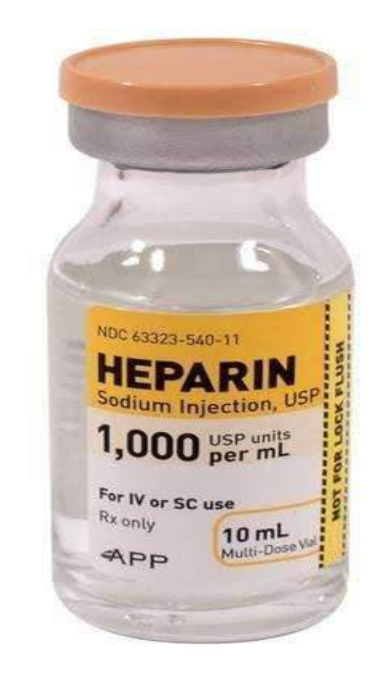 NDC 63323-540-11
HEPARIN
Sodium Injection, USP
1,000 USP units
per mL
For IV or SC use
Rx only
10 mL
Multi-Dose Vial
APP
NOT FOR LOCK FLUSH